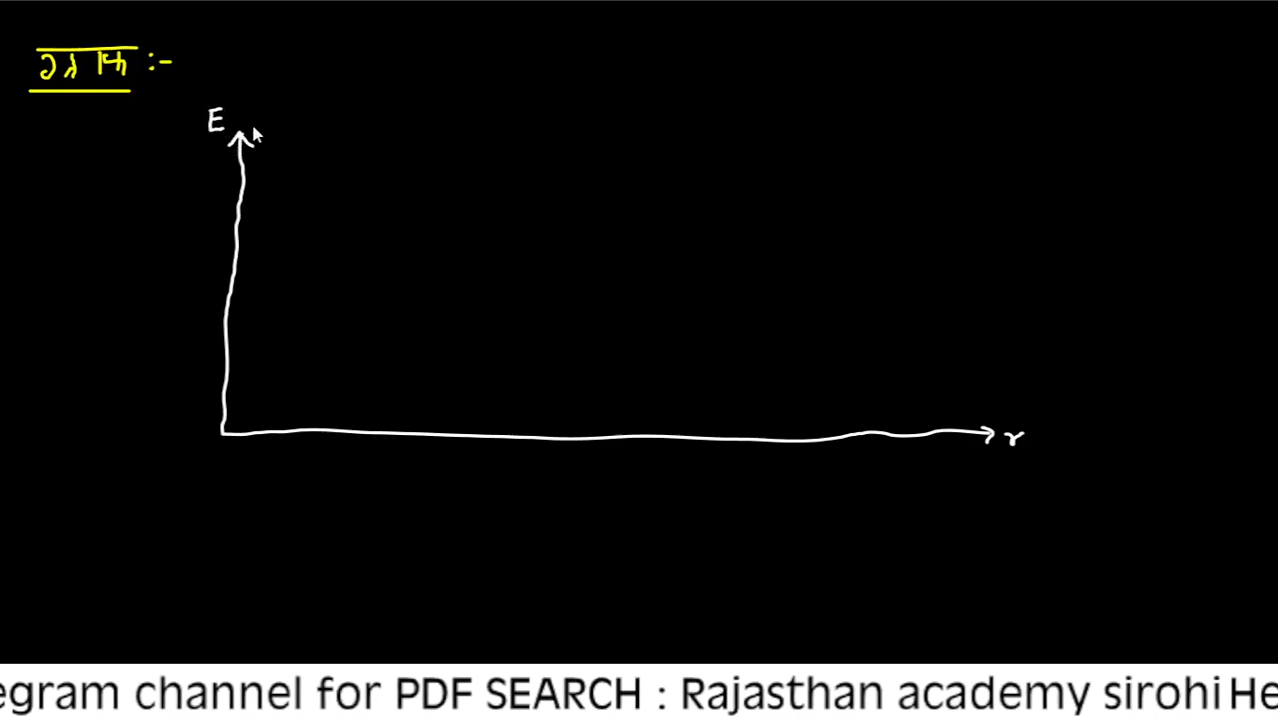 ग्राफ :-
E
r
egram channel for PDF SEARCH : Rajasthan academy sirohi He